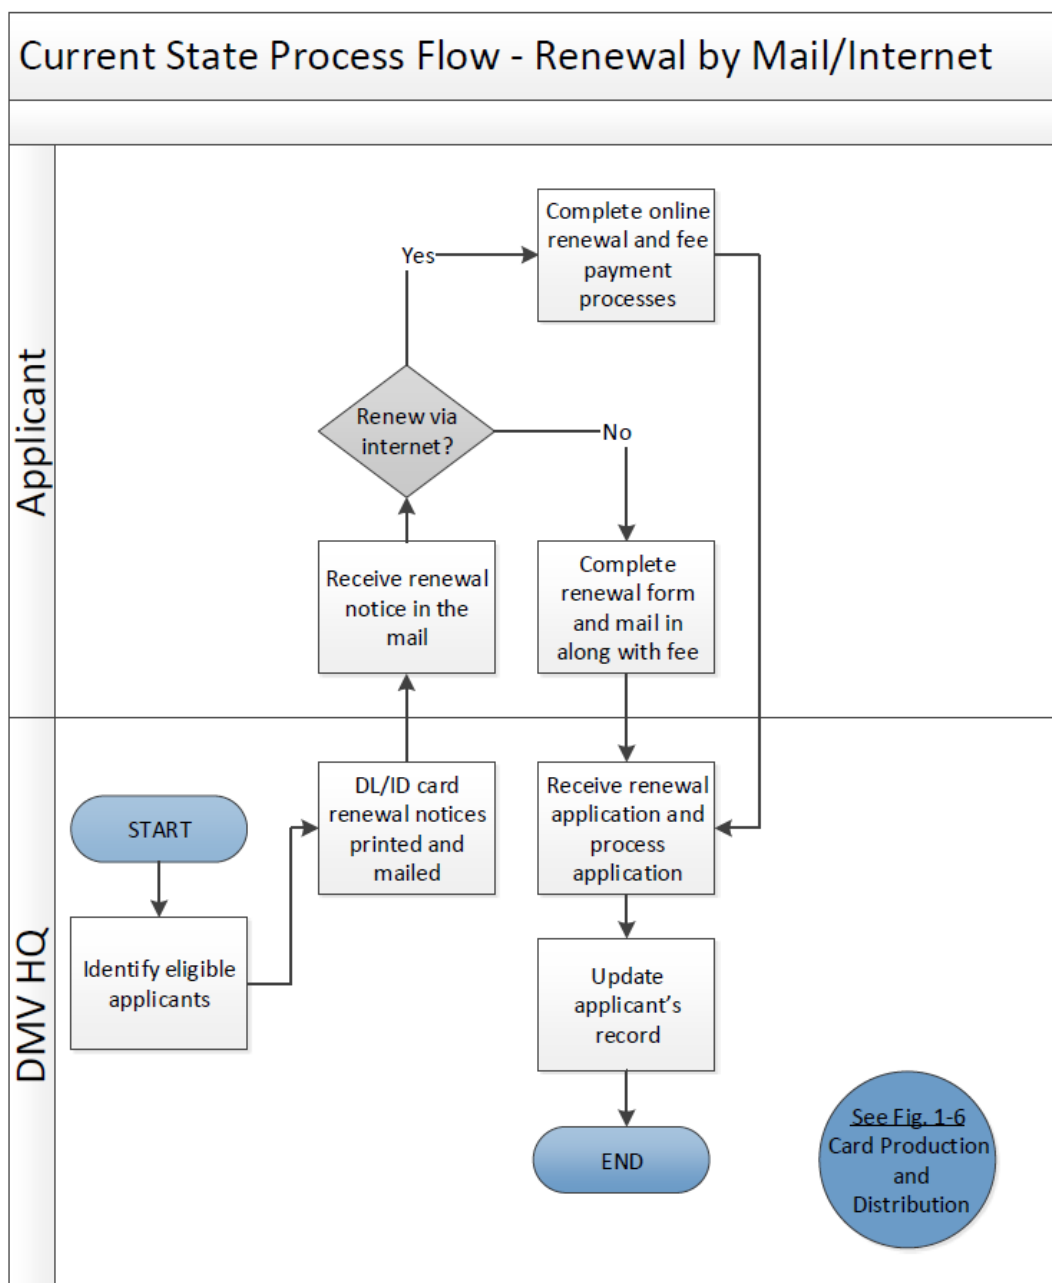 Current State Process Flow - Renewal by Mail/Internet
Applicant
Complete online
renewal and fee
payment
processes
Yes
Renew via
internet?
No
Receive renewal
notice in the
mail
Complete
renewal form
and mail in
along with fee
DMV HQ
START
DL/ID card
renewal notices
printed and
mailed
Receive renewal
application and
process
application
Identify eligible
applicants
Update
applicant’s
record
END
See Fig. 1-6
Card Production
and
Distribution